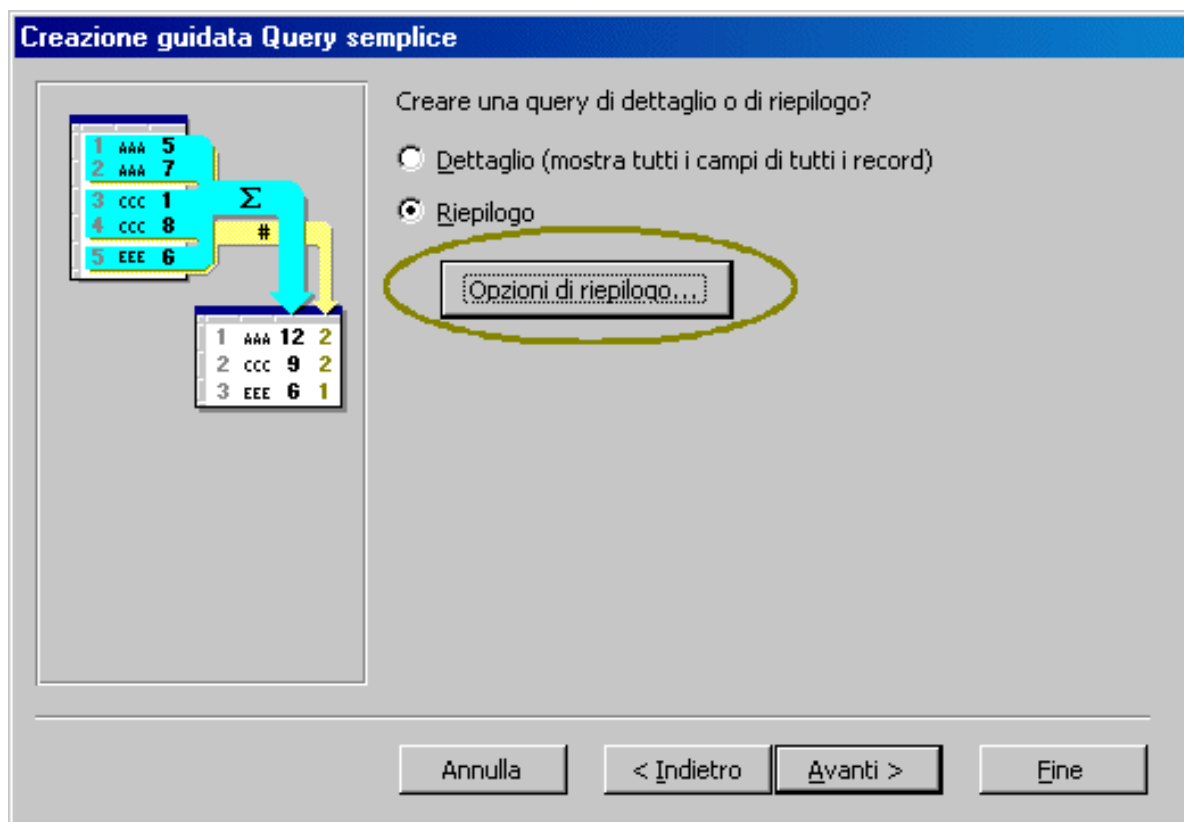 Creazione guidata Query semplice
Creare una query di dettaglio o di riepilogo?
Dettaglio (mostra tutti i campi di tutti i record)
Riepilogo
Opzioni di riepilogo...
1 AAA 5
2 AAA 7
3 CCC 1
4 CCC 8
5 EEE 6
Σ
#
1 AAA 12 2
2 CCC 9 2
3 EEE 6 1
Annulla
< Indietro
Avanti >
Fine